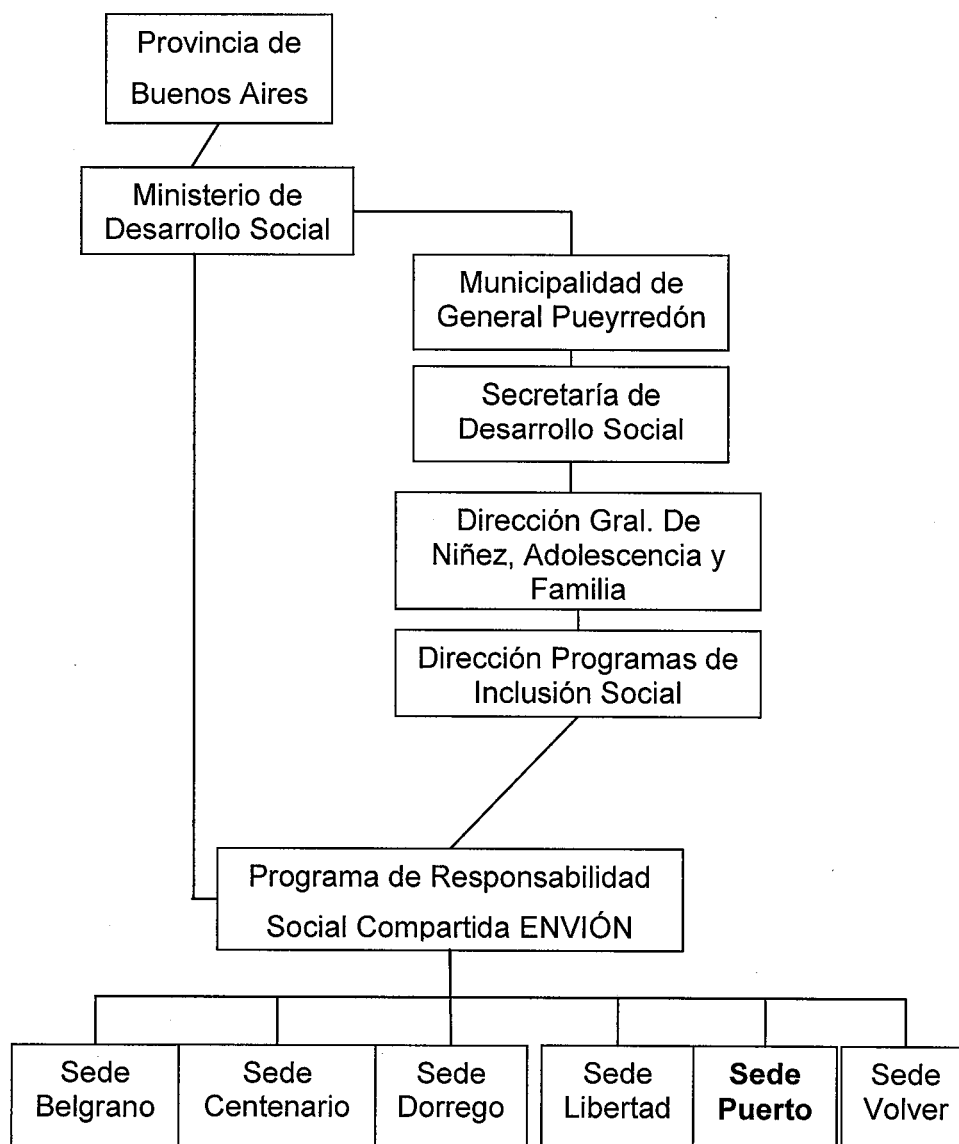 Provincia de
Buenos Aires
Ministerio de
Desarrollo Social
Municipalidad de
General Pueyrredón
Secretaría de
Desarrollo Social
Dirección Gral. De
Niñez, Adolescencia y
Familia
Dirección Programas de
Inclusión Social
Programa de Responsabilidad
Social Compartida ENVIÓN
Sede
Belgrano
Sede
Centenario
Sede
Dorrego
Sede
Libertad
Sede
Puerto
Sede
Volver